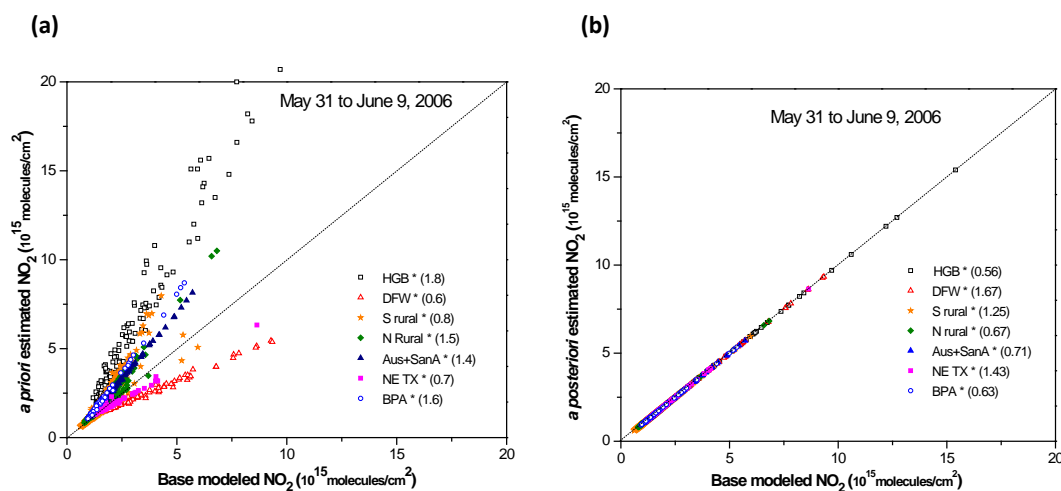 (a)
May 31 to June 9, 2006
a priori estimated NO2 (10^15 molecules/cm^2)
20
15
10
5
0
HGB * (1.8)
DFW * (0.6)
S rural * (0.8)
N Rural * (1.5)
Aus+SanA * (1.4)
NE TX * (0.7)
BPA * (1.6)
0 5 10 15 20
Base modeled NO2 (10^15 molecules/cm^2)
(b)
May 31 to June 9, 2006
a posteriori estimated NO2 (10^15 molecules/cm^2)
20
15
10
5
0
HGB * (0.56)
DFW * (1.67)
S rural * (1.25)
N rural * (0.67)
Aus+SanA * (0.71)
NE TX * (1.43)
BPA * (0.63)
0 5 10 15 20
Base modeled NO2 (10^15 molecules/cm^2)